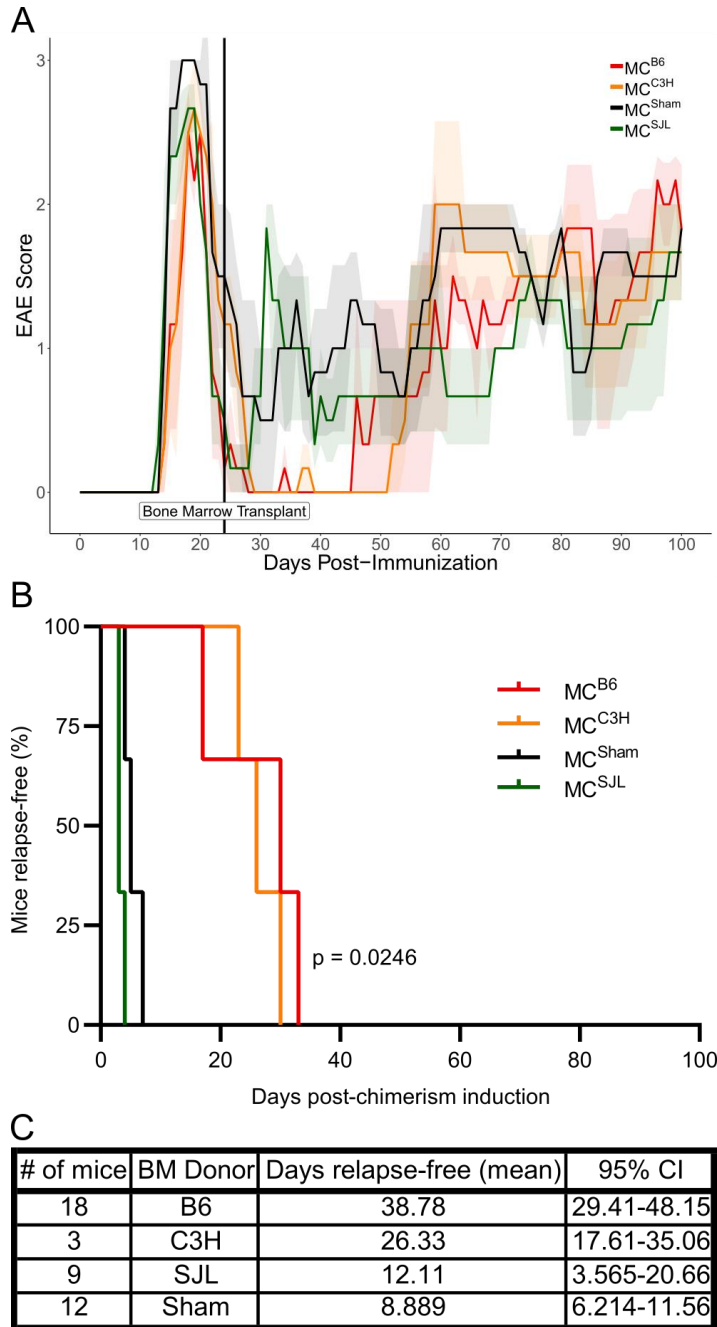 A
3
2
1
0
EAE Score
MC^B6
MC^C3H
MC^Sham
MC^SJL
Bone Marrow Transplant
0 10 20 30 40 50 60 70 80 90 100
Days Post−Immunization
B
100
75
50
25
0
Mice relapse-free (%)
MC^B6
MC^C3H
MC^Sham
MC^SJL
p = 0.0246
0 20 40 60 80 100
Days post-chimerism induction
C
# of mice BM Donor Days relapse-free (mean) 95% CI
18 B6 38.78 29.41-48.15
3 C3H 26.33 17.61-35.06
9 SJL 12.11 3.565-20.66
12 Sham 8.889 6.214-11.56